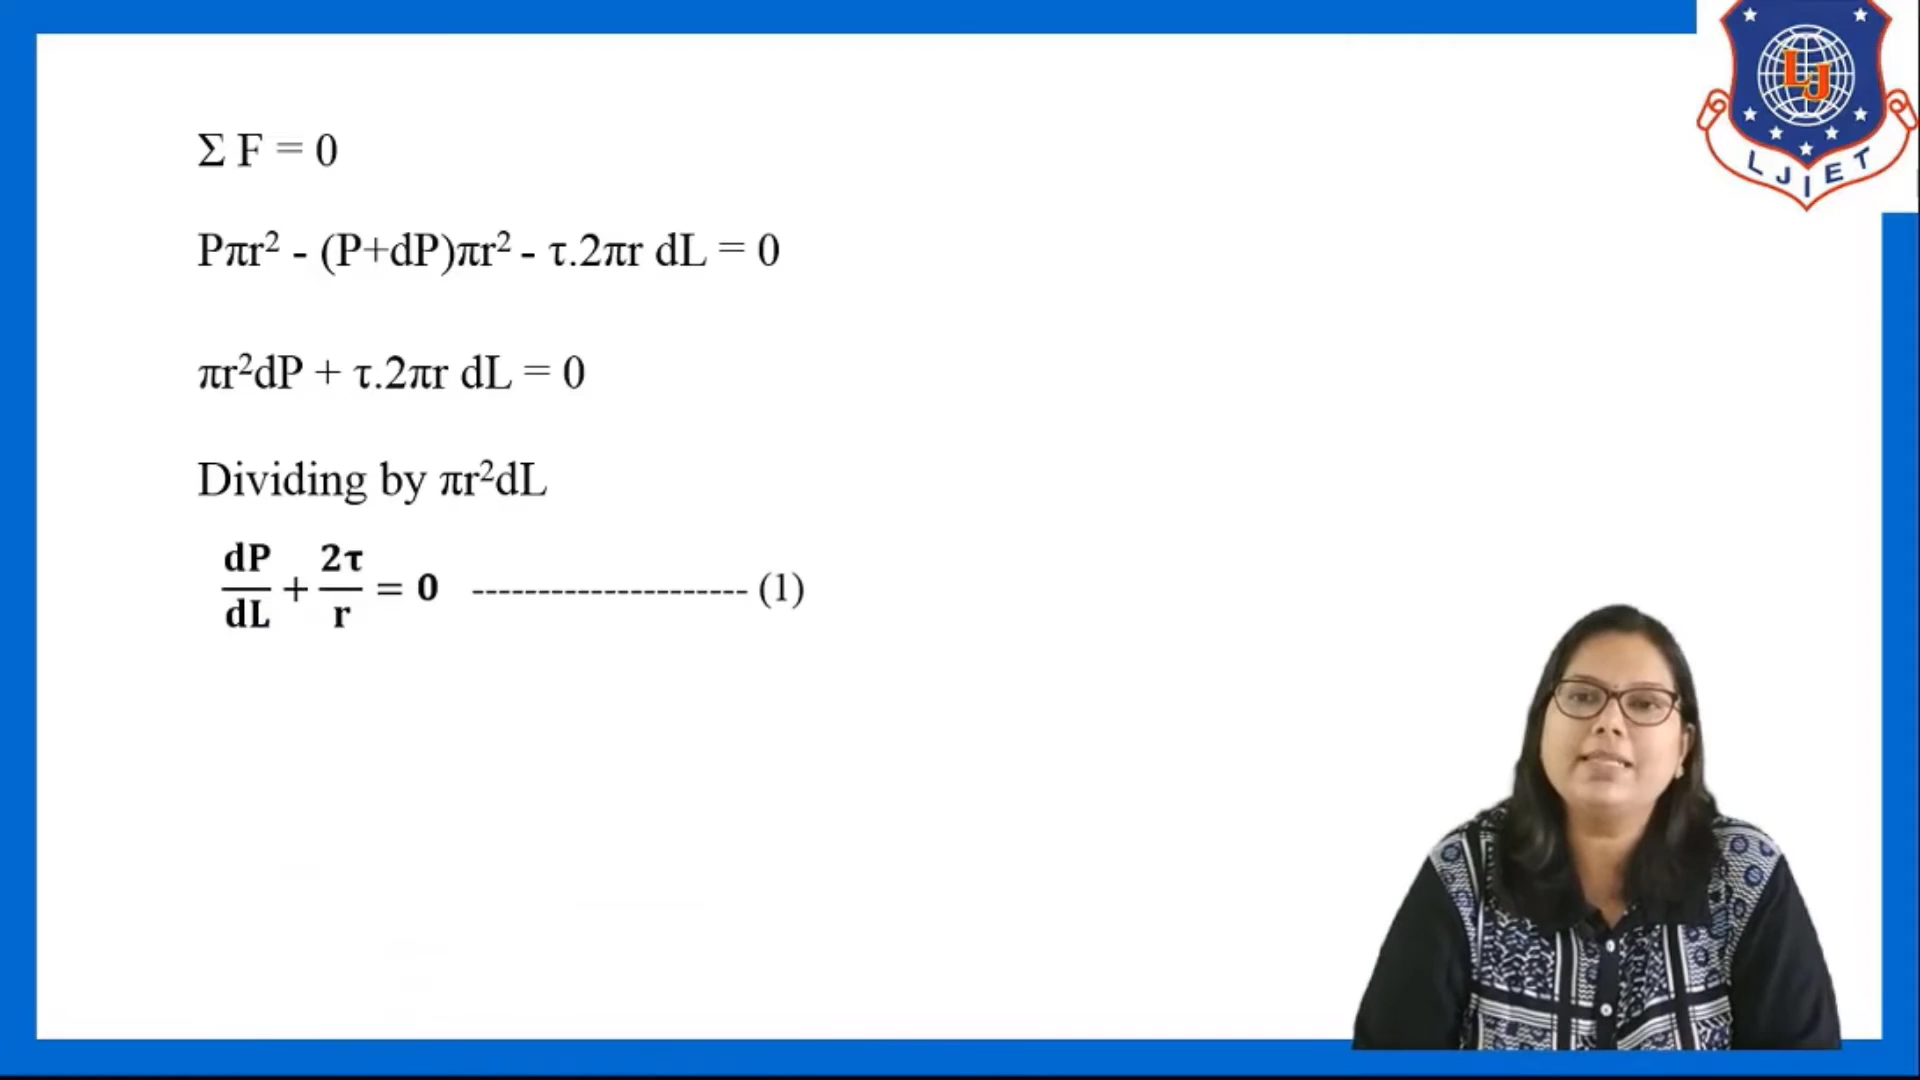 Σ F = 0
Pπr² - (P+dP)πr² - τ.2πr dL = 0
πr²dP + τ.2πr dL = 0
Dividing by πr²dL
dP/dL + 2τ/r = 0 --------------------- (1)
LJ
LJIET